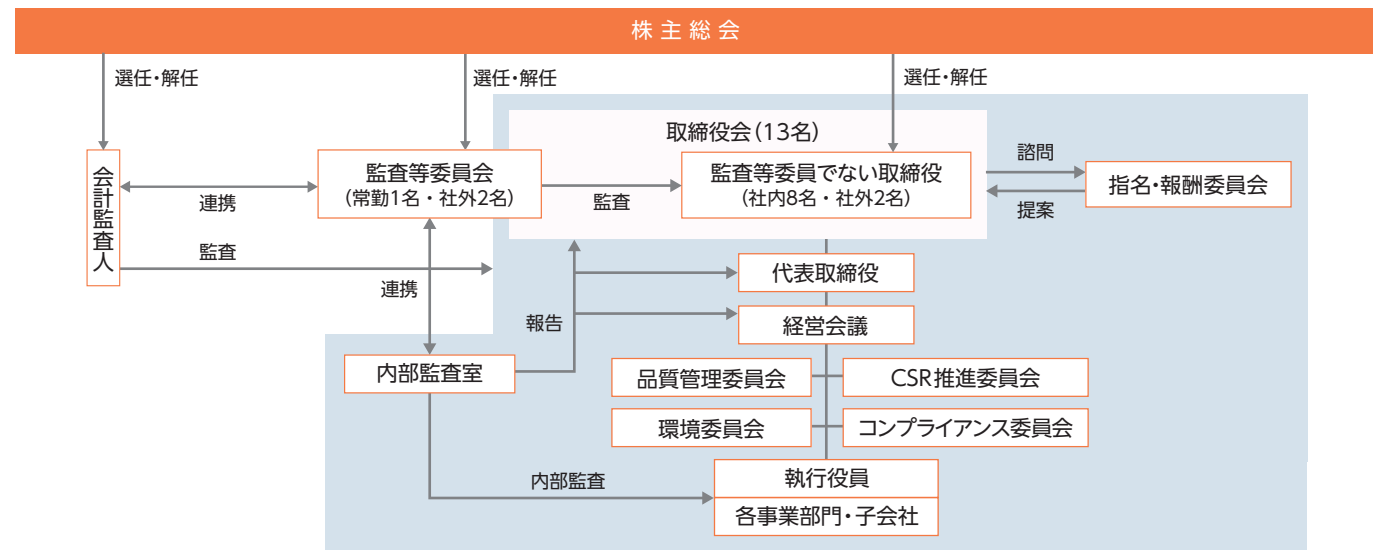 株主総会
選任・解任
選任・解任
選任・解任
取締役会(13名)
会計監査人
連携
監査等委員会
(常勤1名・社外2名)
監査
監査等委員でない取締役
(社内8名・社外2名)
諮問
提案
指名・報酬委員会
監査
連携
報告
代表取締役
経営会議
内部監査室
品質管理委員会
CSR推進委員会
環境委員会
コンプライアンス委員会
内部監査
執行役員
各事業部門・子会社